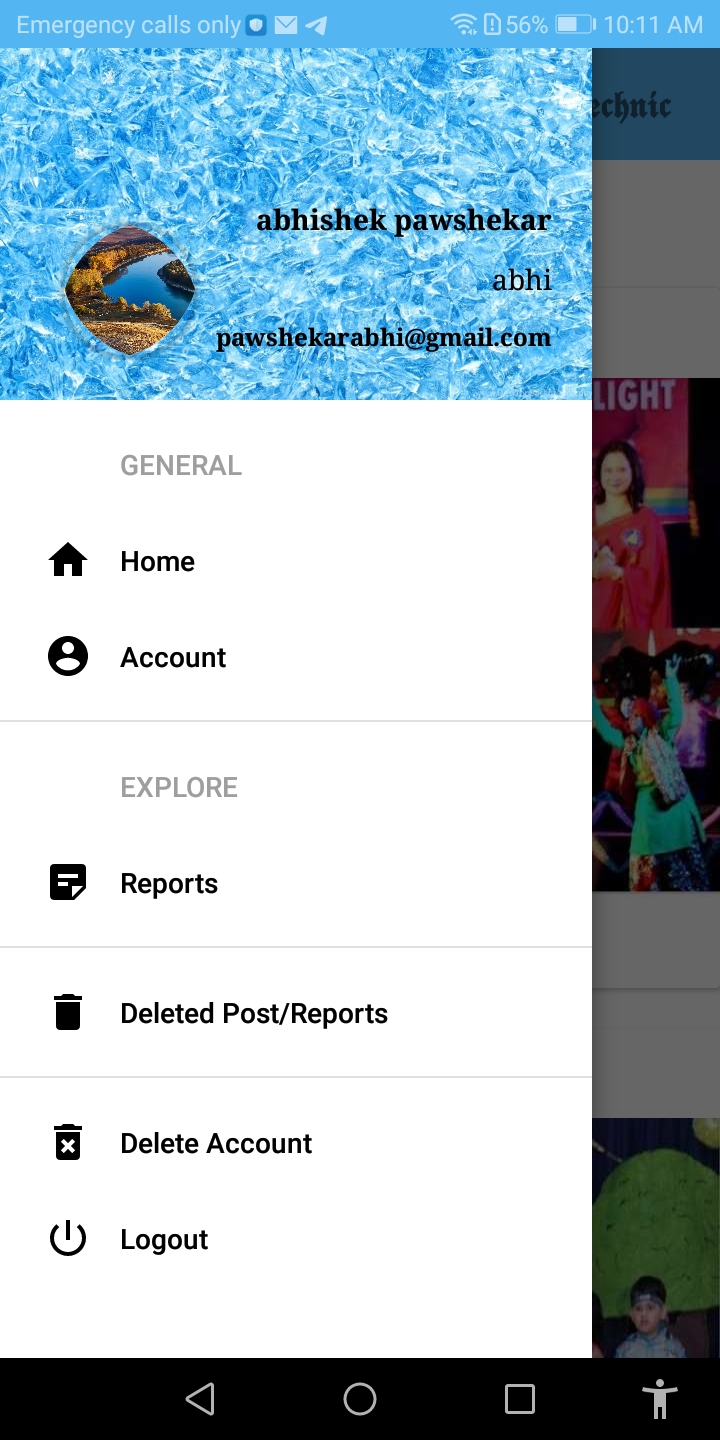 Emergency calls only 56% 10:11 AM
echnic
abhishek pawshekar
abhi
pawshekarabhi@gmail.com
LIGHT
GENERAL
Home
Account
EXPLORE
Reports
Deleted Post/Reports
Delete Account
Logout